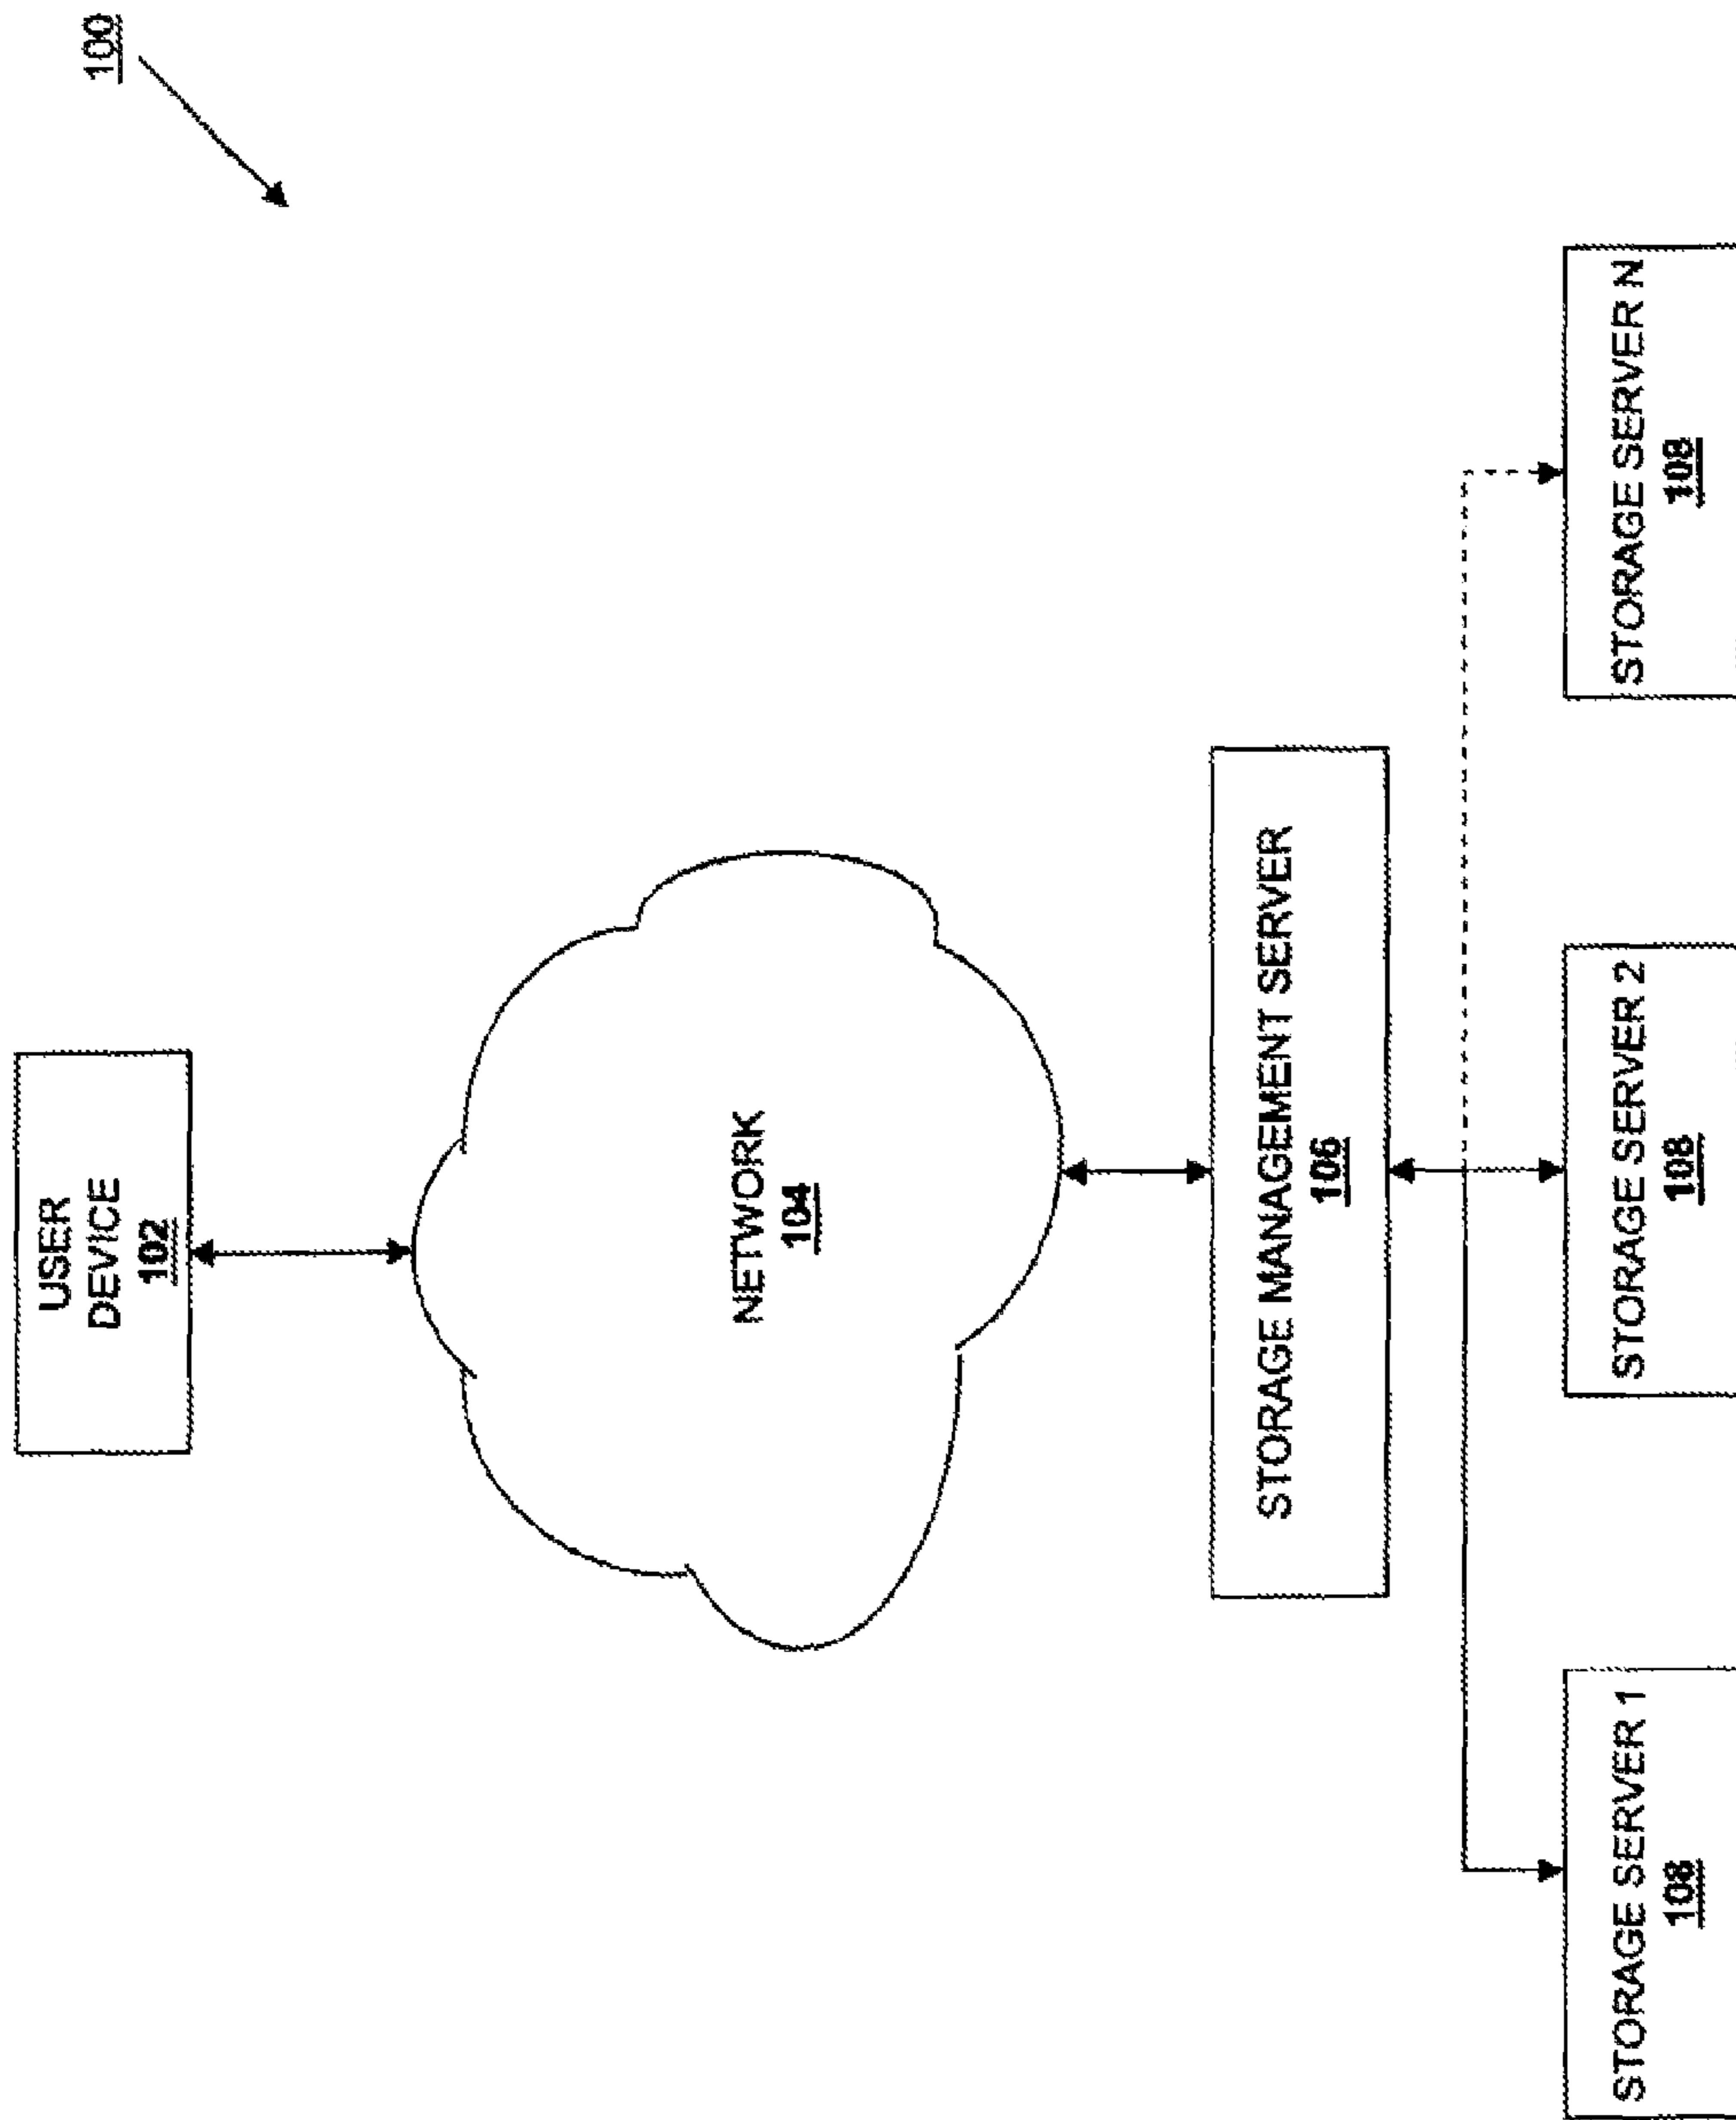 100
USER
DEVICE
102
NETWORK
104
STORAGE MANAGEMENT SERVER
106
STORAGE SERVER 1
108
STORAGE SERVER 2
108
STORAGE SERVER N
108